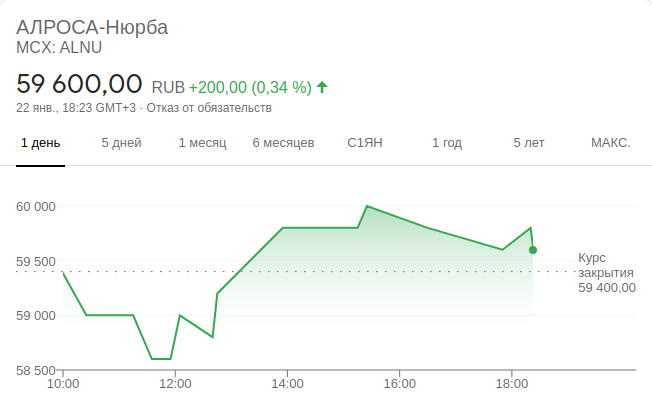 АЛРОСА-Нюрба
MCX: ALNU
59 600,00 RUB +200,00 (0,34 %)
22 янв., 18:23 GMT+3 · Отказ от обязательств
1 день 5 дней 1 месяц 6 месяцев С1ЯН 1 год 5 лет МАКС.
60 000
59 500
Курс
закрытия
59 400,00
59 000
58 500
10:00 12:00 14:00 16:00 18:00